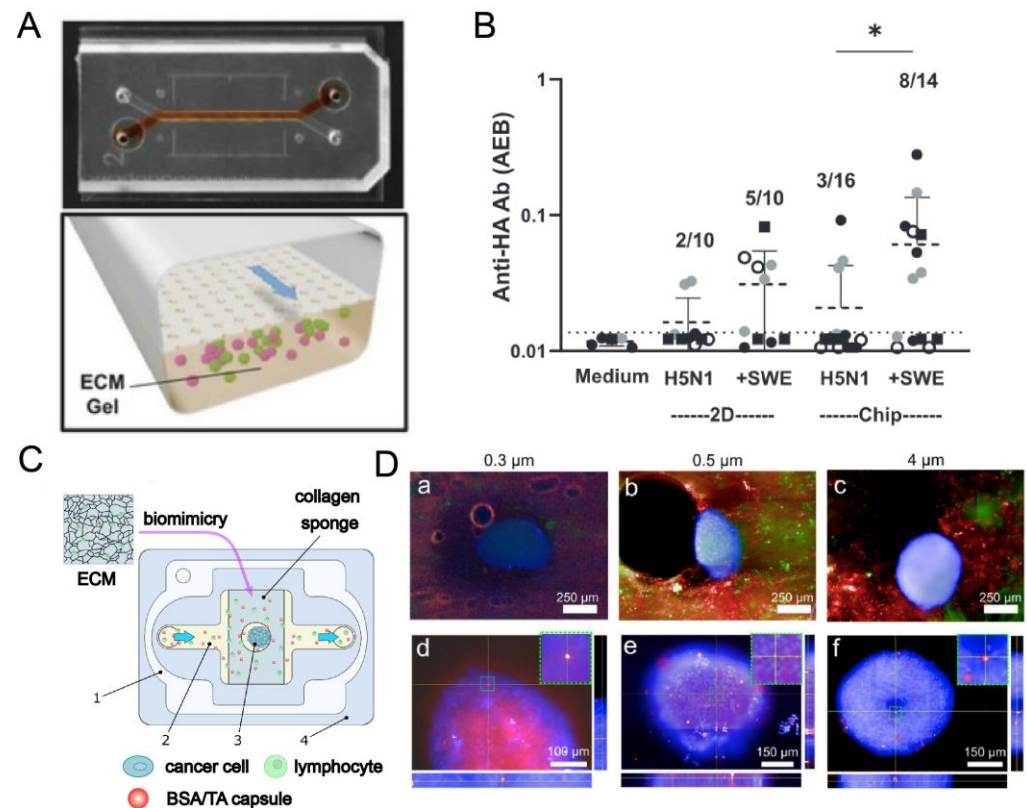 A
2
ECM
Gel
B
*
8/14
1
3/16
5/10
2/10
0.1
0.01
Anti-HA Ab (AEB)
Medium H5N1 +SWE H5N1 +SWE
------2D------ ------Chip------
C
collagen
sponge
biomimicry
ECM
1 2 3 4
cancer cell lymphocyte
BSA/TA capsule
D
0.3 µm 0.5 µm 4 µm
a b c
250 µm 250 µm 250 µm
d e f
100 µm 150 µm 150 µm